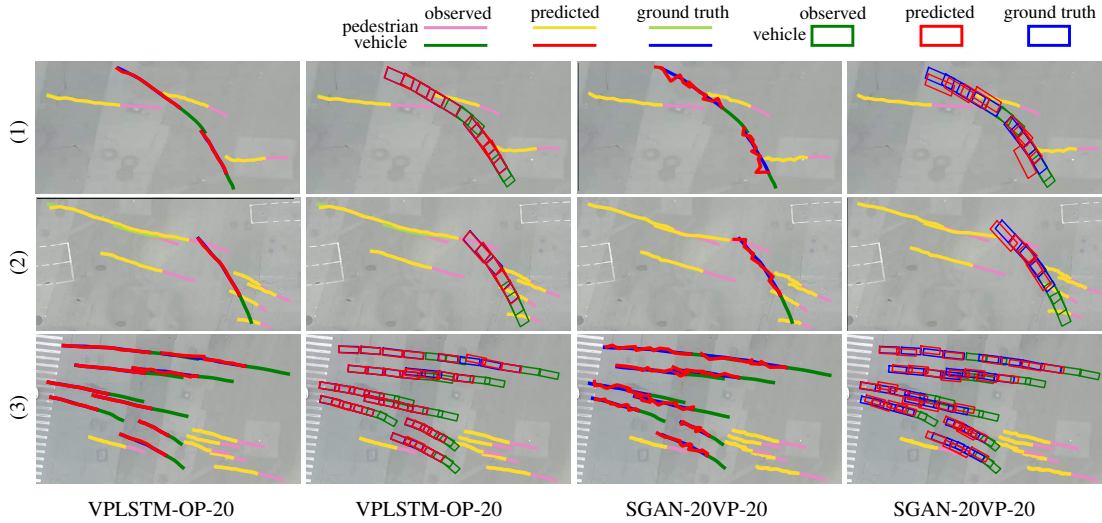 observed predicted ground truth observed predicted ground truth
pedestrian
vehicle vehicle
(1)
(2)
(3)
VPLSTM-OP-20 VPLSTM-OP-20 SGAN-20VP-20 SGAN-20VP-20